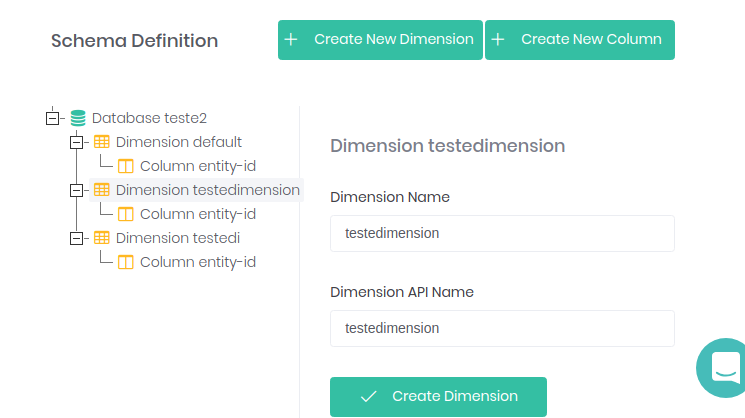 Schema Definition
Create New Dimension
Create New Column
Database teste2
Dimension default
Column entity-id
Dimension testedimension
Column entity-id
Dimension testedi
Column entity-id
Dimension testedimension
Dimension Name
testedimension
Dimension API Name
testedimension
Create Dimension